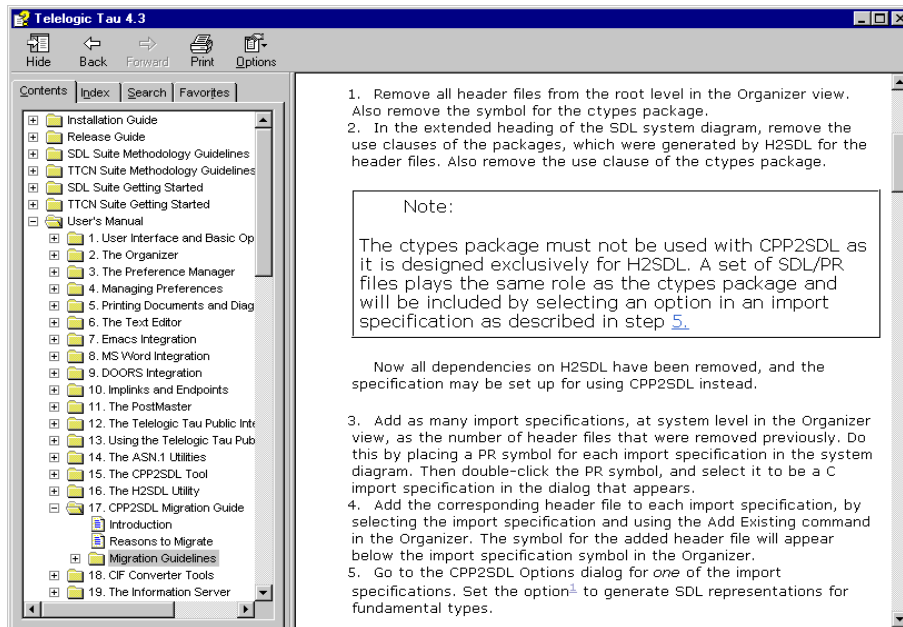 Telelogic Tau 4.3
Hide Back Forward Print Options
Contents Index Search Favorites
Installation Guide
Release Guide
SDL Suite Methodology Guidelines
TTCN Suite Methodology Guidelines
SDL Suite Getting Started
TTCN Suite Getting Started
User's Manual
1. User Interface and Basic Op
2. The Organizer
3. The Preference Manager
4. Managing Preferences
5. Printing Documents and Diag
6. The Text Editor
7. Emacs Integration
8. MS Word Integration
9. DOORS Integration
10. Implinks and Endpoints
11. The PostMaster
12. The Telelogic Tau Public Inte
13. Using the Telelogic Tau Pub
14. The ASN.1 Utilities
15. The CPP2SDL Tool
16. The H2SDL Utility
17. CPP2SDL Migration Guide
Introduction
Reasons to Migrate
Migration Guidelines
18. CIF Converter Tools
19. The Information Server
1. Remove all header files from the root level in the Organizer view.
Also remove the symbol for the ctypes package.
2. In the extended heading of the SDL system diagram, remove the
use clauses of the packages, which were generated by H2SDL for the
header files. Also remove the use clause of the ctypes package.
Note:
The ctypes package must not be used with CPP2SDL as
it is designed exclusively for H2SDL. A set of SDL/PR
files plays the same role as the ctypes package and
will be included by selecting an option in an import
specification as described in step 5.
Now all dependencies on H2SDL have been removed, and the
specification may be set up for using CPP2SDL instead.
3. Add as many import specifications, at system level in the Organizer
view, as the number of header files that were removed previously. Do
this by placing a PR symbol for each import specification in the system
diagram. Then double-click the PR symbol, and select it to be a C
import specification in the dialog that appears.
4. Add the corresponding header file to each import specification, by
selecting the import specification and using the Add Existing command
in the Organizer. The symbol for the added header file will appear
below the import specification symbol in the Organizer.
5. Go to the CPP2SDL Options dialog for one of the import
specifications. Set the option1 to generate SDL representations for
fundamental types.